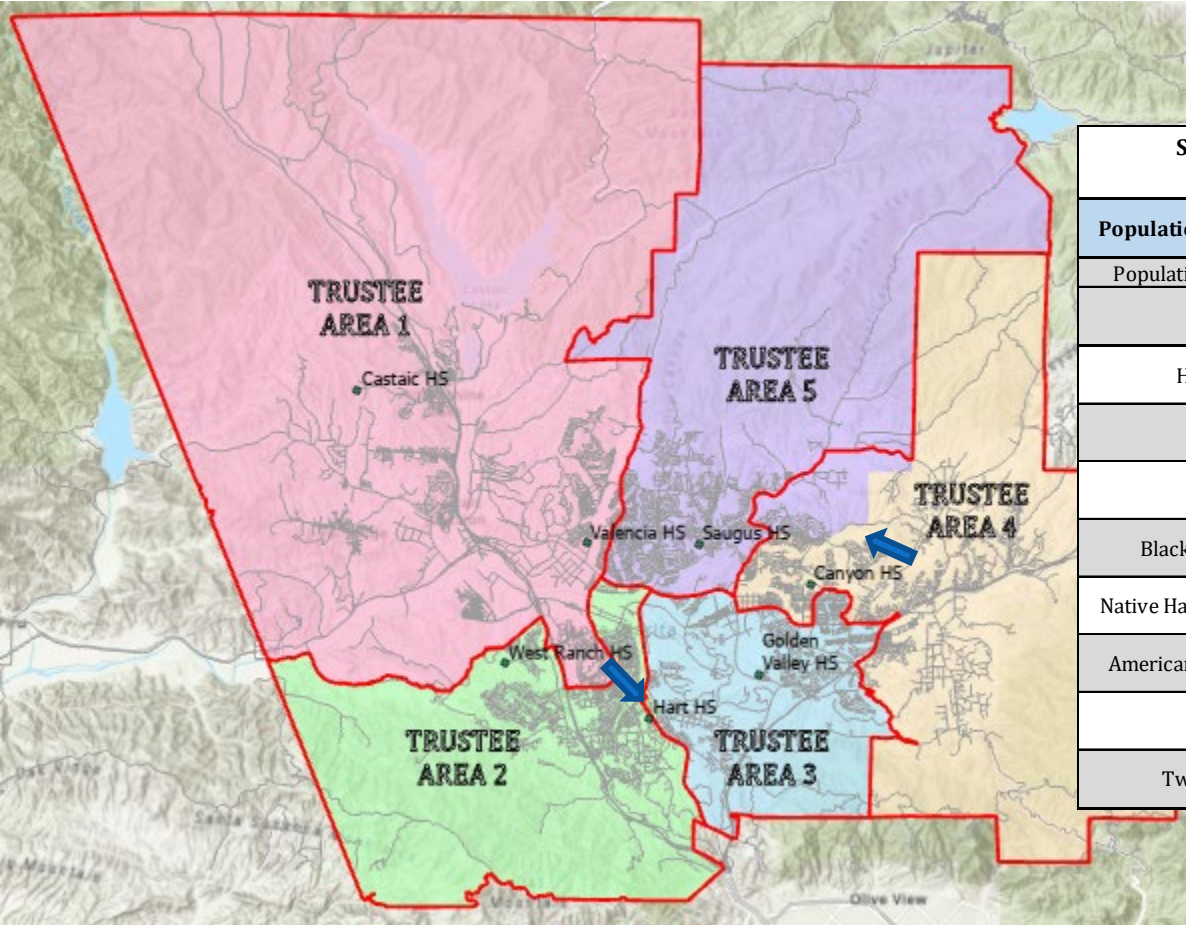 TRUSTEE
AREA 1
Castaic HS
TRUSTEE
AREA 5
TRUSTEE
AREA 4
Valencia HS
Saugus HS
Canyon HS
West Ranch HS
Golden
Valley HS
Hart HS
TRUSTEE
AREA 2
TRUSTEE
AREA 3
Olive View
S
Populati
Populati
H
Black
Native Ha
American
Tw